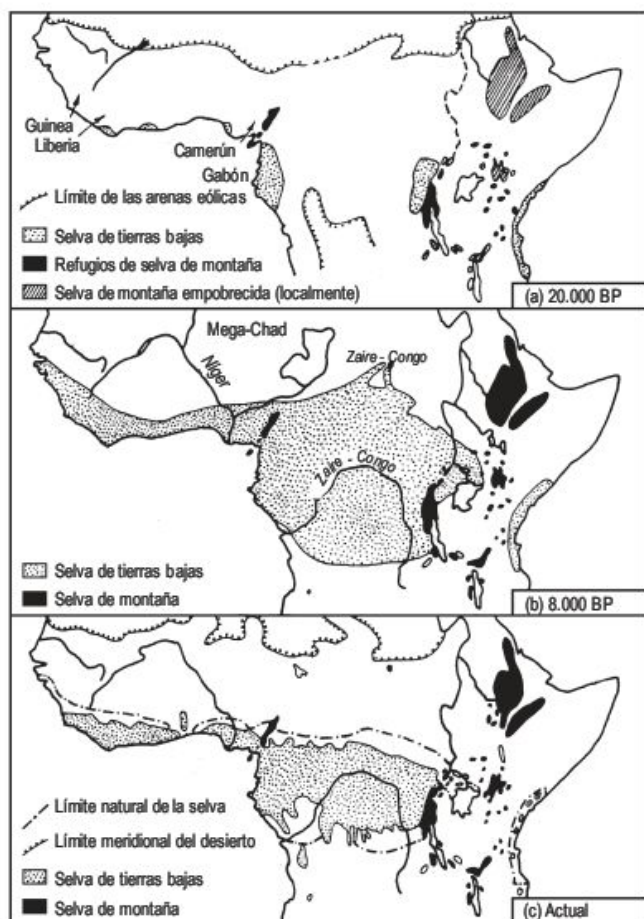 Guinea
Liberia
Camerún
Gabón
Límite de las arenas eólicas
Selva de tierras bajas
Refugios de selva de montaña
Selva de montaña empobrecida (localmente)
(a) 20.000 BP
Mega-Chad
Níger
Zaire - Congo
Zaire - Congo
Selva de tierras bajas
Selva de montaña
(b) 8.000 BP
Límite natural de la selva
Límite meridional del desierto
Selva de tierras bajas
Selva de montaña
(c) Actual